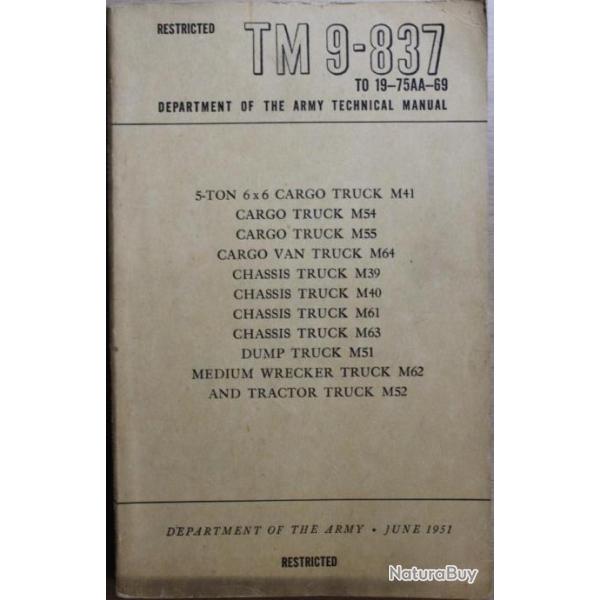 RESTRICTED
TM 9-837
TO 19-75AA-69
DEPARTMENT OF THE ARMY TECHNICAL MANUAL
5-TON 6x6 CARGO TRUCK M41
CARGO TRUCK M54
CARGO TRUCK M55
CARGO VAN TRUCK M64
CHASSIS TRUCK M39
CHASSIS TRUCK M40
CHASSIS TRUCK M61
CHASSIS TRUCK M63
DUMP TRUCK M51
MEDIUM WRECKER TRUCK M62
AND TRACTOR TRUCK M52
DEPARTMENT OF THE ARMY • JUNE 1951
RESTRICTED
NaturaBuy